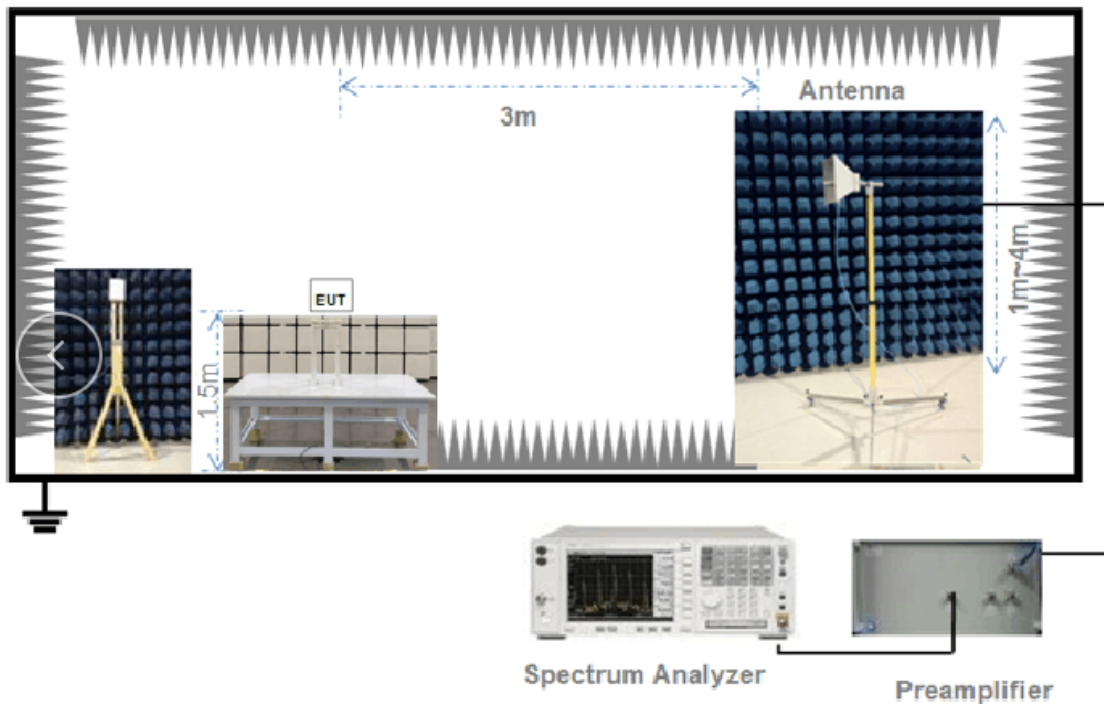 Antenna
3m
1m~4m
EUT
1.5m
Spectrum Analyzer
Preamplifier